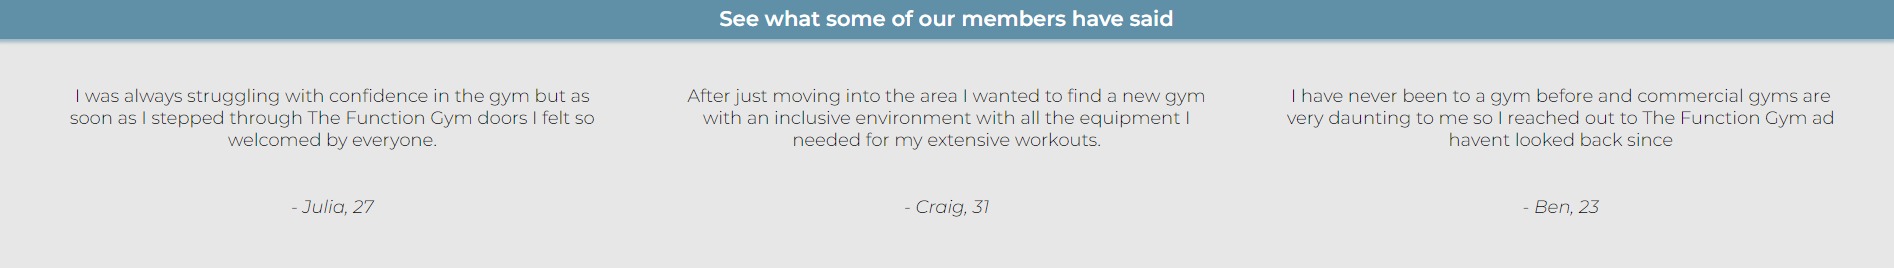 See what some of our members have said
I was always struggling with confidence in the gym but as
soon as I stepped through The Function Gym doors I felt so
welcomed by everyone.
- Julia, 27
After just moving into the area I wanted to find a new gym
with an inclusive environment with all the equipment I
needed for my extensive workouts.
- Craig, 31
I have never been to a gym before and commercial gyms are
very daunting to me so I reached out to The Function Gym ad
havent looked back since
- Ben, 23